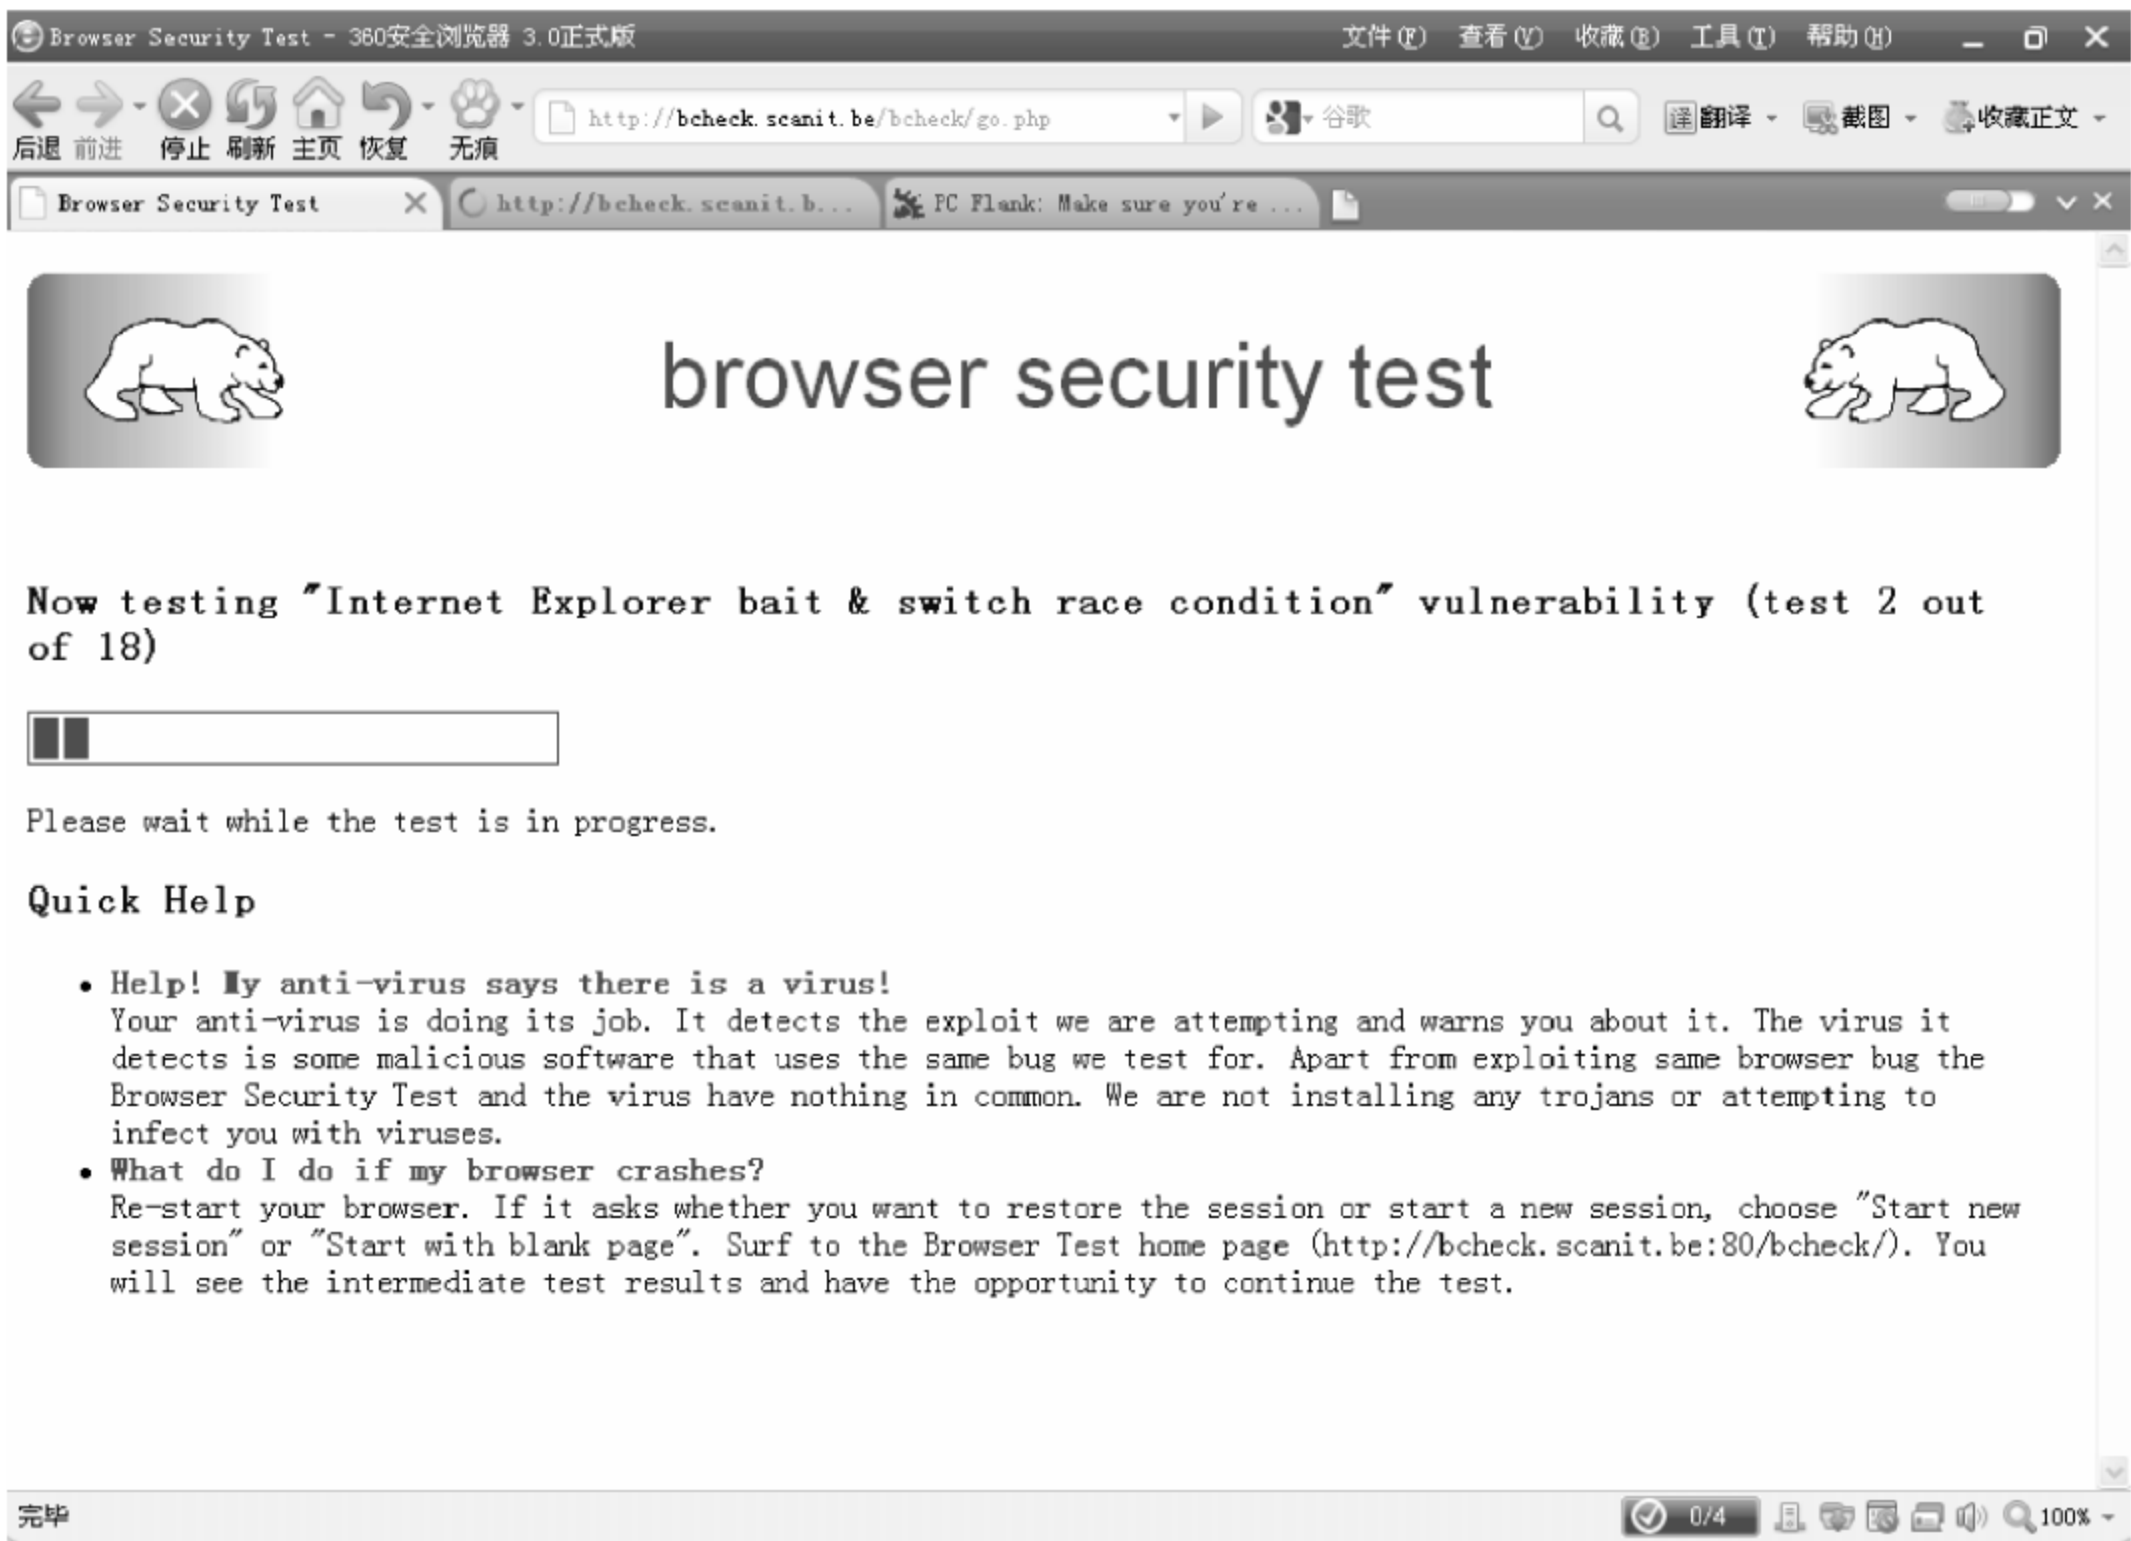 Browser Security Test - 360安全浏览器 3.0正式版 文件(F) 查看(V) 收藏(B) 工具(T) 帮助(H)
http://bcheck.scanit.be/bcheck/go.php 谷歌 翻译 截图 收藏正文
后退 前进 停止 刷新 主页 恢复 无痕
Browser Security Test http://bcheck.scanit.b... PC Flank: Make sure you're ...
browser security test
Now testing "Internet Explorer bait & switch race condition" vulnerability (test 2 out
of 18)
Please wait while the test is in progress.
Quick Help
• Help! My anti-virus says there is a virus!
Your anti-virus is doing its job. It detects the exploit we are attempting and warns you about it. The virus it
detects is some malicious software that uses the same bug we test for. Apart from exploiting same browser bug the
Browser Security Test and the virus have nothing in common. We are not installing any trojans or attempting to
infect you with viruses.
• What do I do if my browser crashes?
Re-start your browser. If it asks whether you want to restore the session or start a new session, choose "Start new
session" or "Start with blank page". Surf to the Browser Test home page (http://bcheck.scanit.be:80/bcheck/). You
will see the intermediate test results and have the opportunity to continue the test.
完毕 0/4 100%